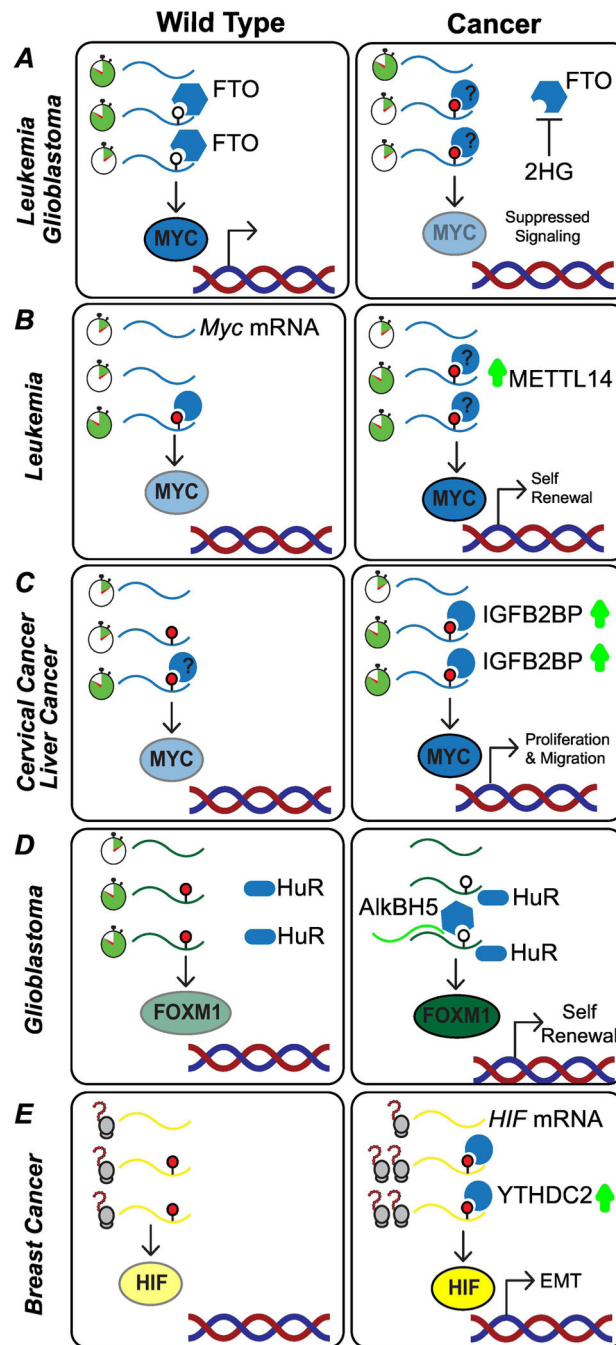 Wild Type
Cancer
A
Leukemia
Glioblastoma
FTO
FTO
MYC
?
?
FTO
2HG
MYC
Suppressed
Signaling
B
Leukemia
Myc mRNA
MYC
?
?
METTL14
MYC
Self
Renewal
C
Cervical Cancer
Liver Cancer
?
MYC
IGFB2BP
IGFB2BP
MYC
Proliferation
& Migration
D
Glioblastoma
HuR
HuR
FOXM1
AlkBH5
HuR
HuR
FOXM1
Self
Renewal
E
Breast Cancer
HIF
HIF mRNA
YTHDC2
HIF
EMT